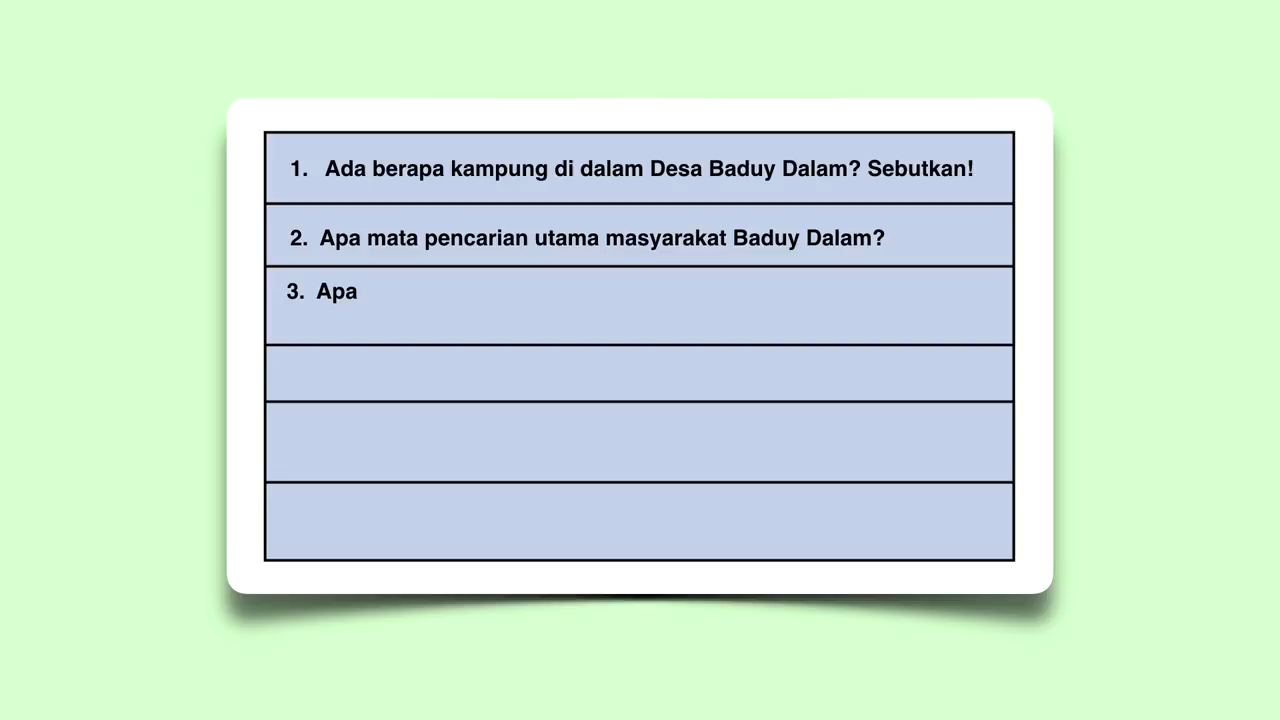 1. Ada berapa kampung di dalam Desa Baduy Dalam? Sebutkan!
2. Apa mata pencarian utama masyarakat Baduy Dalam?
3. Apa